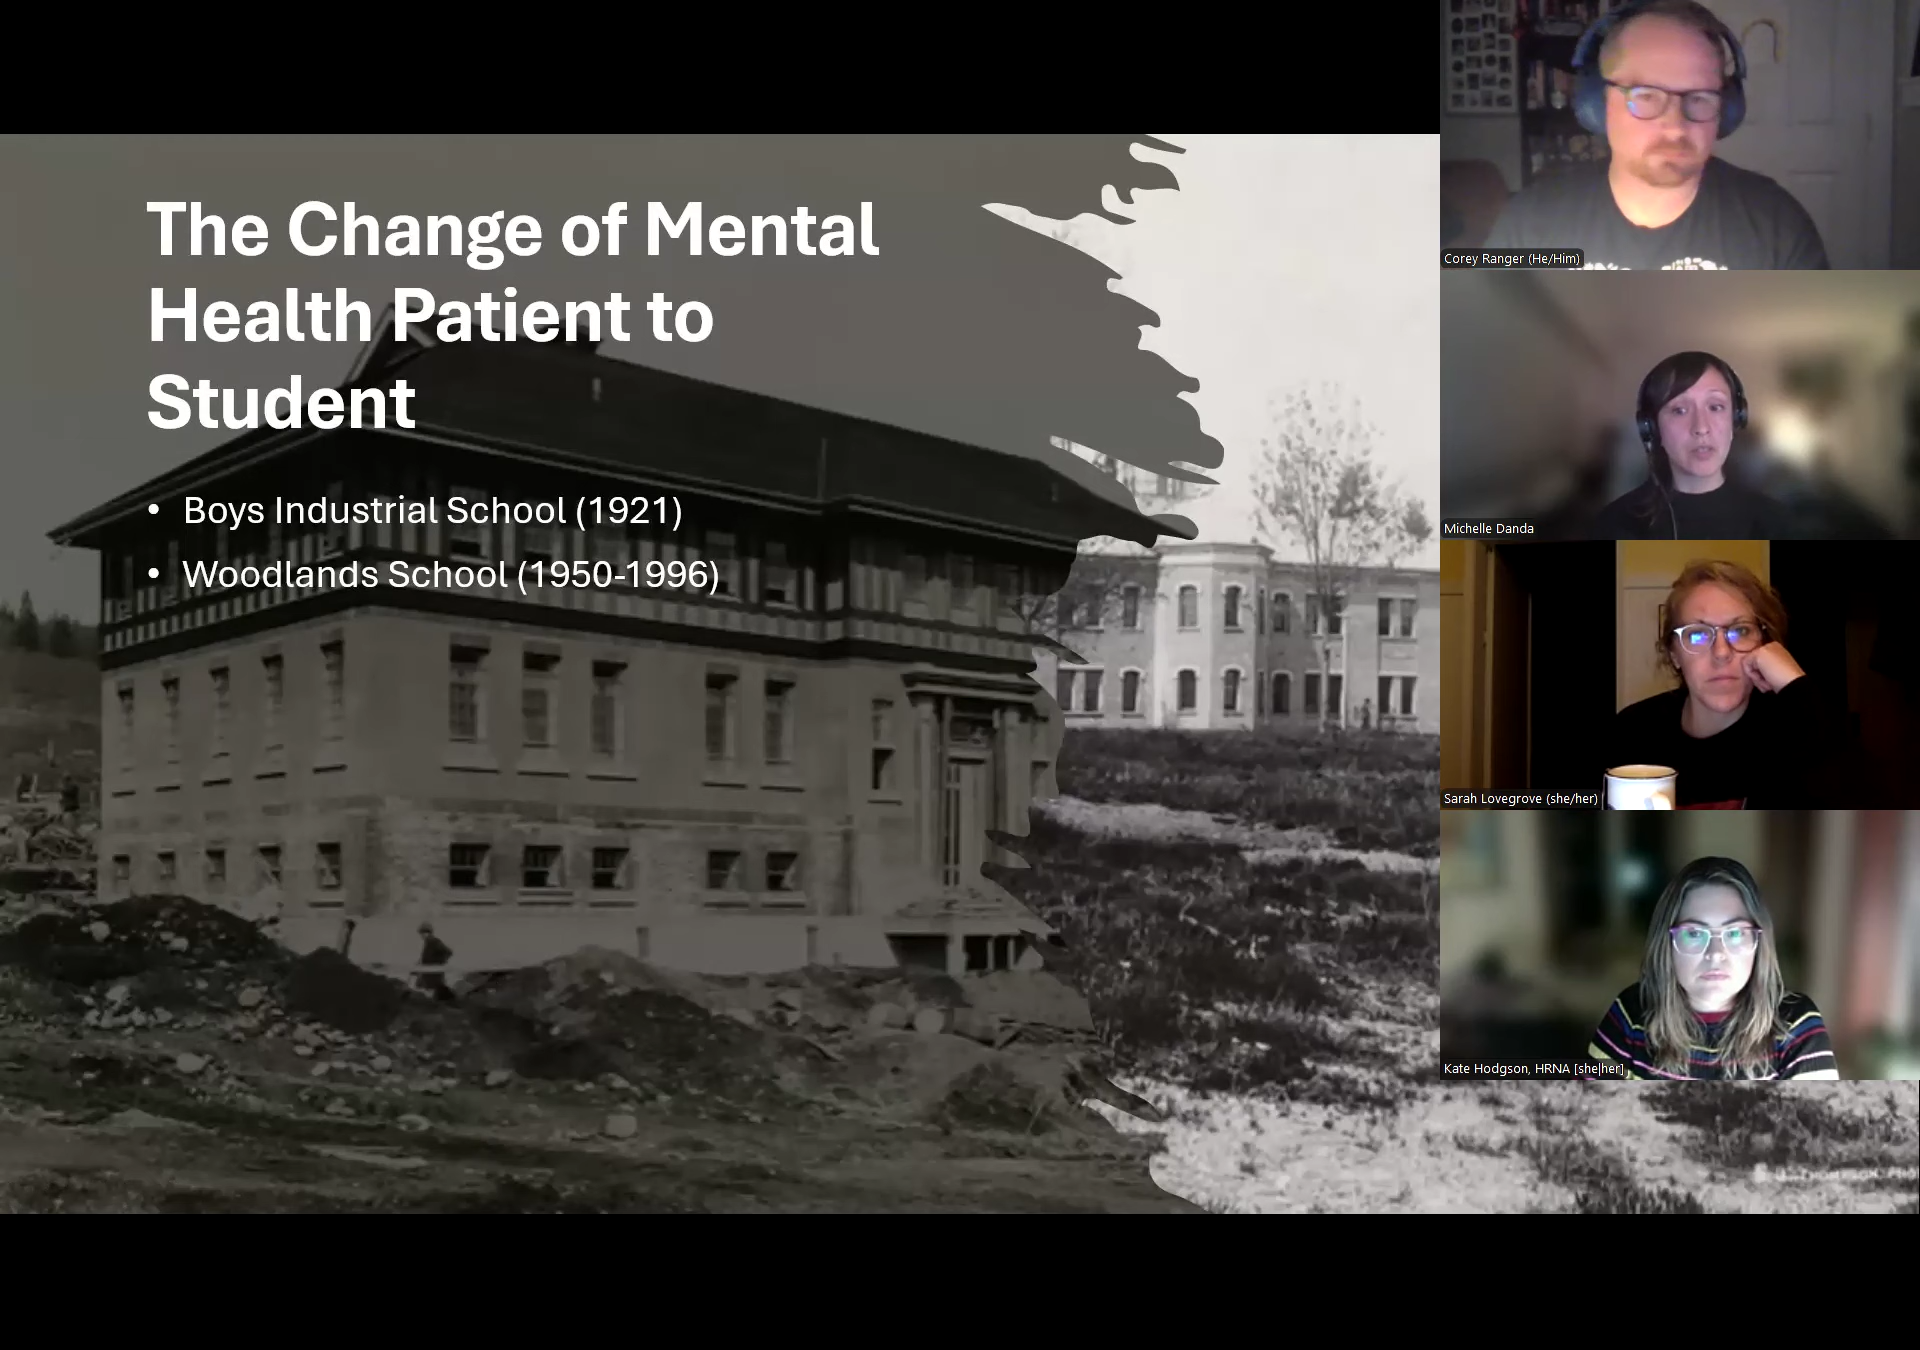 The Change of Mental
Health Patient to
Student
• Boys Industrial School (1921)
• Woodlands School (1950-1996)
Corey Ranger (He/Him)
Michelle Danda
Sarah Lovegrove (she/her)
Kate Hodgson, HRNA [she|her]
THOMPSON